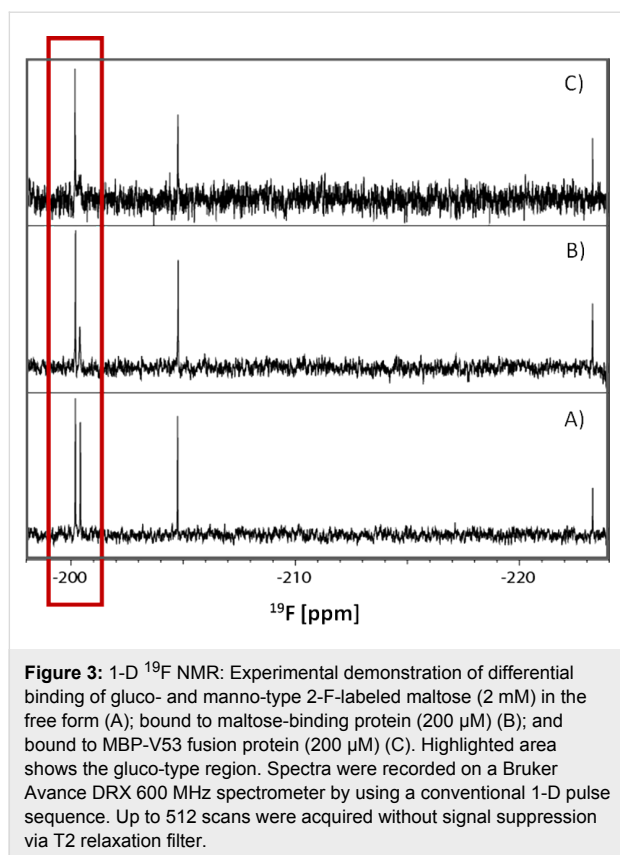 C)
B)
A)
-200
-210
-220
19F [ppm]
Figure 3: 1-D 19F NMR: Experimental demonstration of differential
binding of gluco- and manno-type 2-F-labeled maltose (2 mM) in the
free form (A); bound to maltose-binding protein (200 μM) (B); and
bound to MBP-V53 fusion protein (200 μM) (C). Highlighted area
shows the gluco-type region. Spectra were recorded on a Bruker
Avance DRX 600 MHz spectrometer by using a conventional 1-D pulse
sequence. Up to 512 scans were acquired without signal suppression
via T2 relaxation filter.